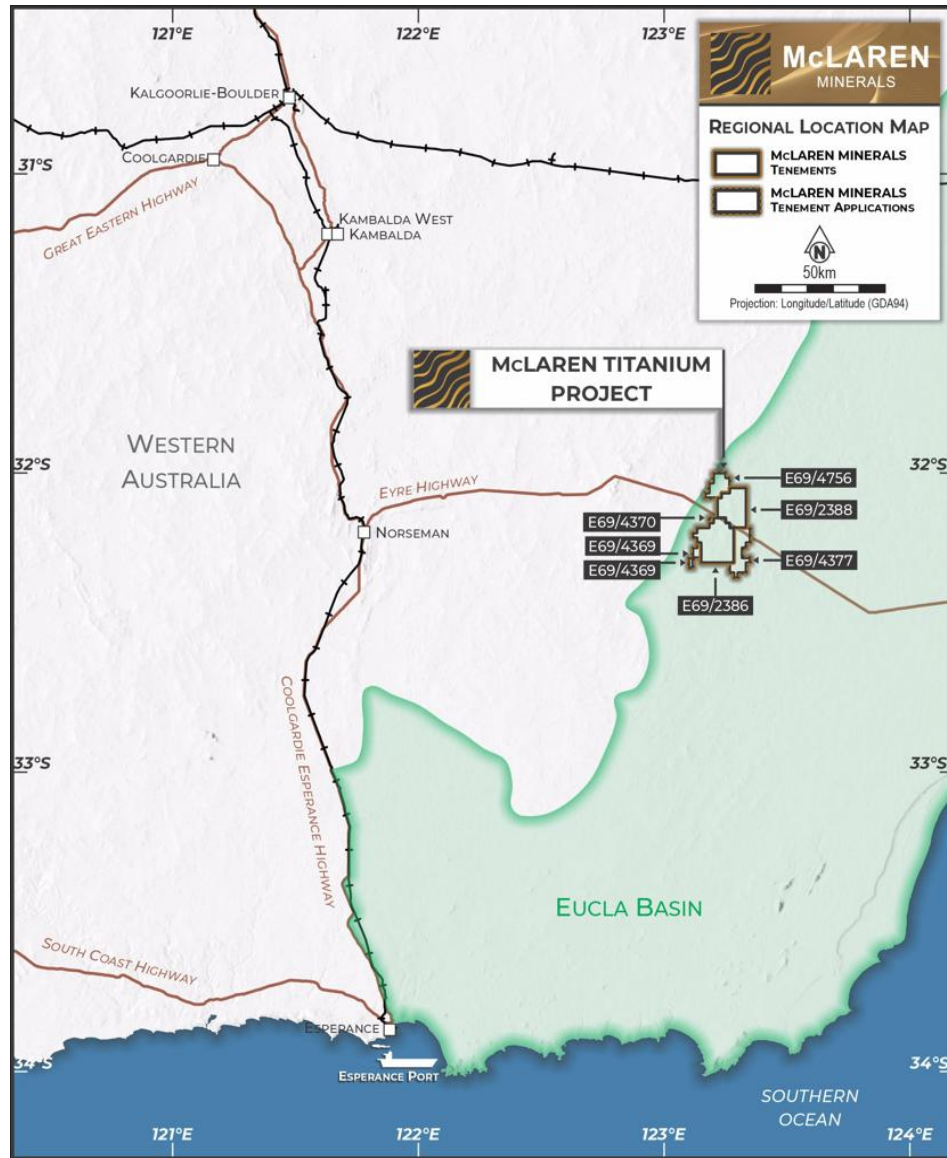 121°E
122°E
123°E
McLAREN
MINERALS
REGIONAL LOCATION MAP
McLAREN MINERALS
TENEMENTS
McLAREN MINERALS
TENEMENT APPLICATIONS
N
50km
Projection: Longitude/Latitude (GDA94)
KALGOORLIE-BOULDER
COOLGARDIE
31°S
GREAT EASTERN HIGHWAY
KAMBALDA WEST
KAMBALDA
McLAREN TITANIUM
PROJECT
WESTERN
AUSTRALIA
32°S
32°S
EYRE HIGHWAY
NORSEMAN
E69/4756
E69/2388
E69/4370
E69/4369
E69/4369
E69/4377
E69/2386
COOLGARDIE ESPERANCE HIGHWAY
33°S
33°S
EUCLA BASIN
SOUTH COAST HIGHWAY
ESPERANCE
34°S
34°S
ESPERANCE PORT
SOUTHERN
OCEAN
121°E
122°E
123°E
124°E